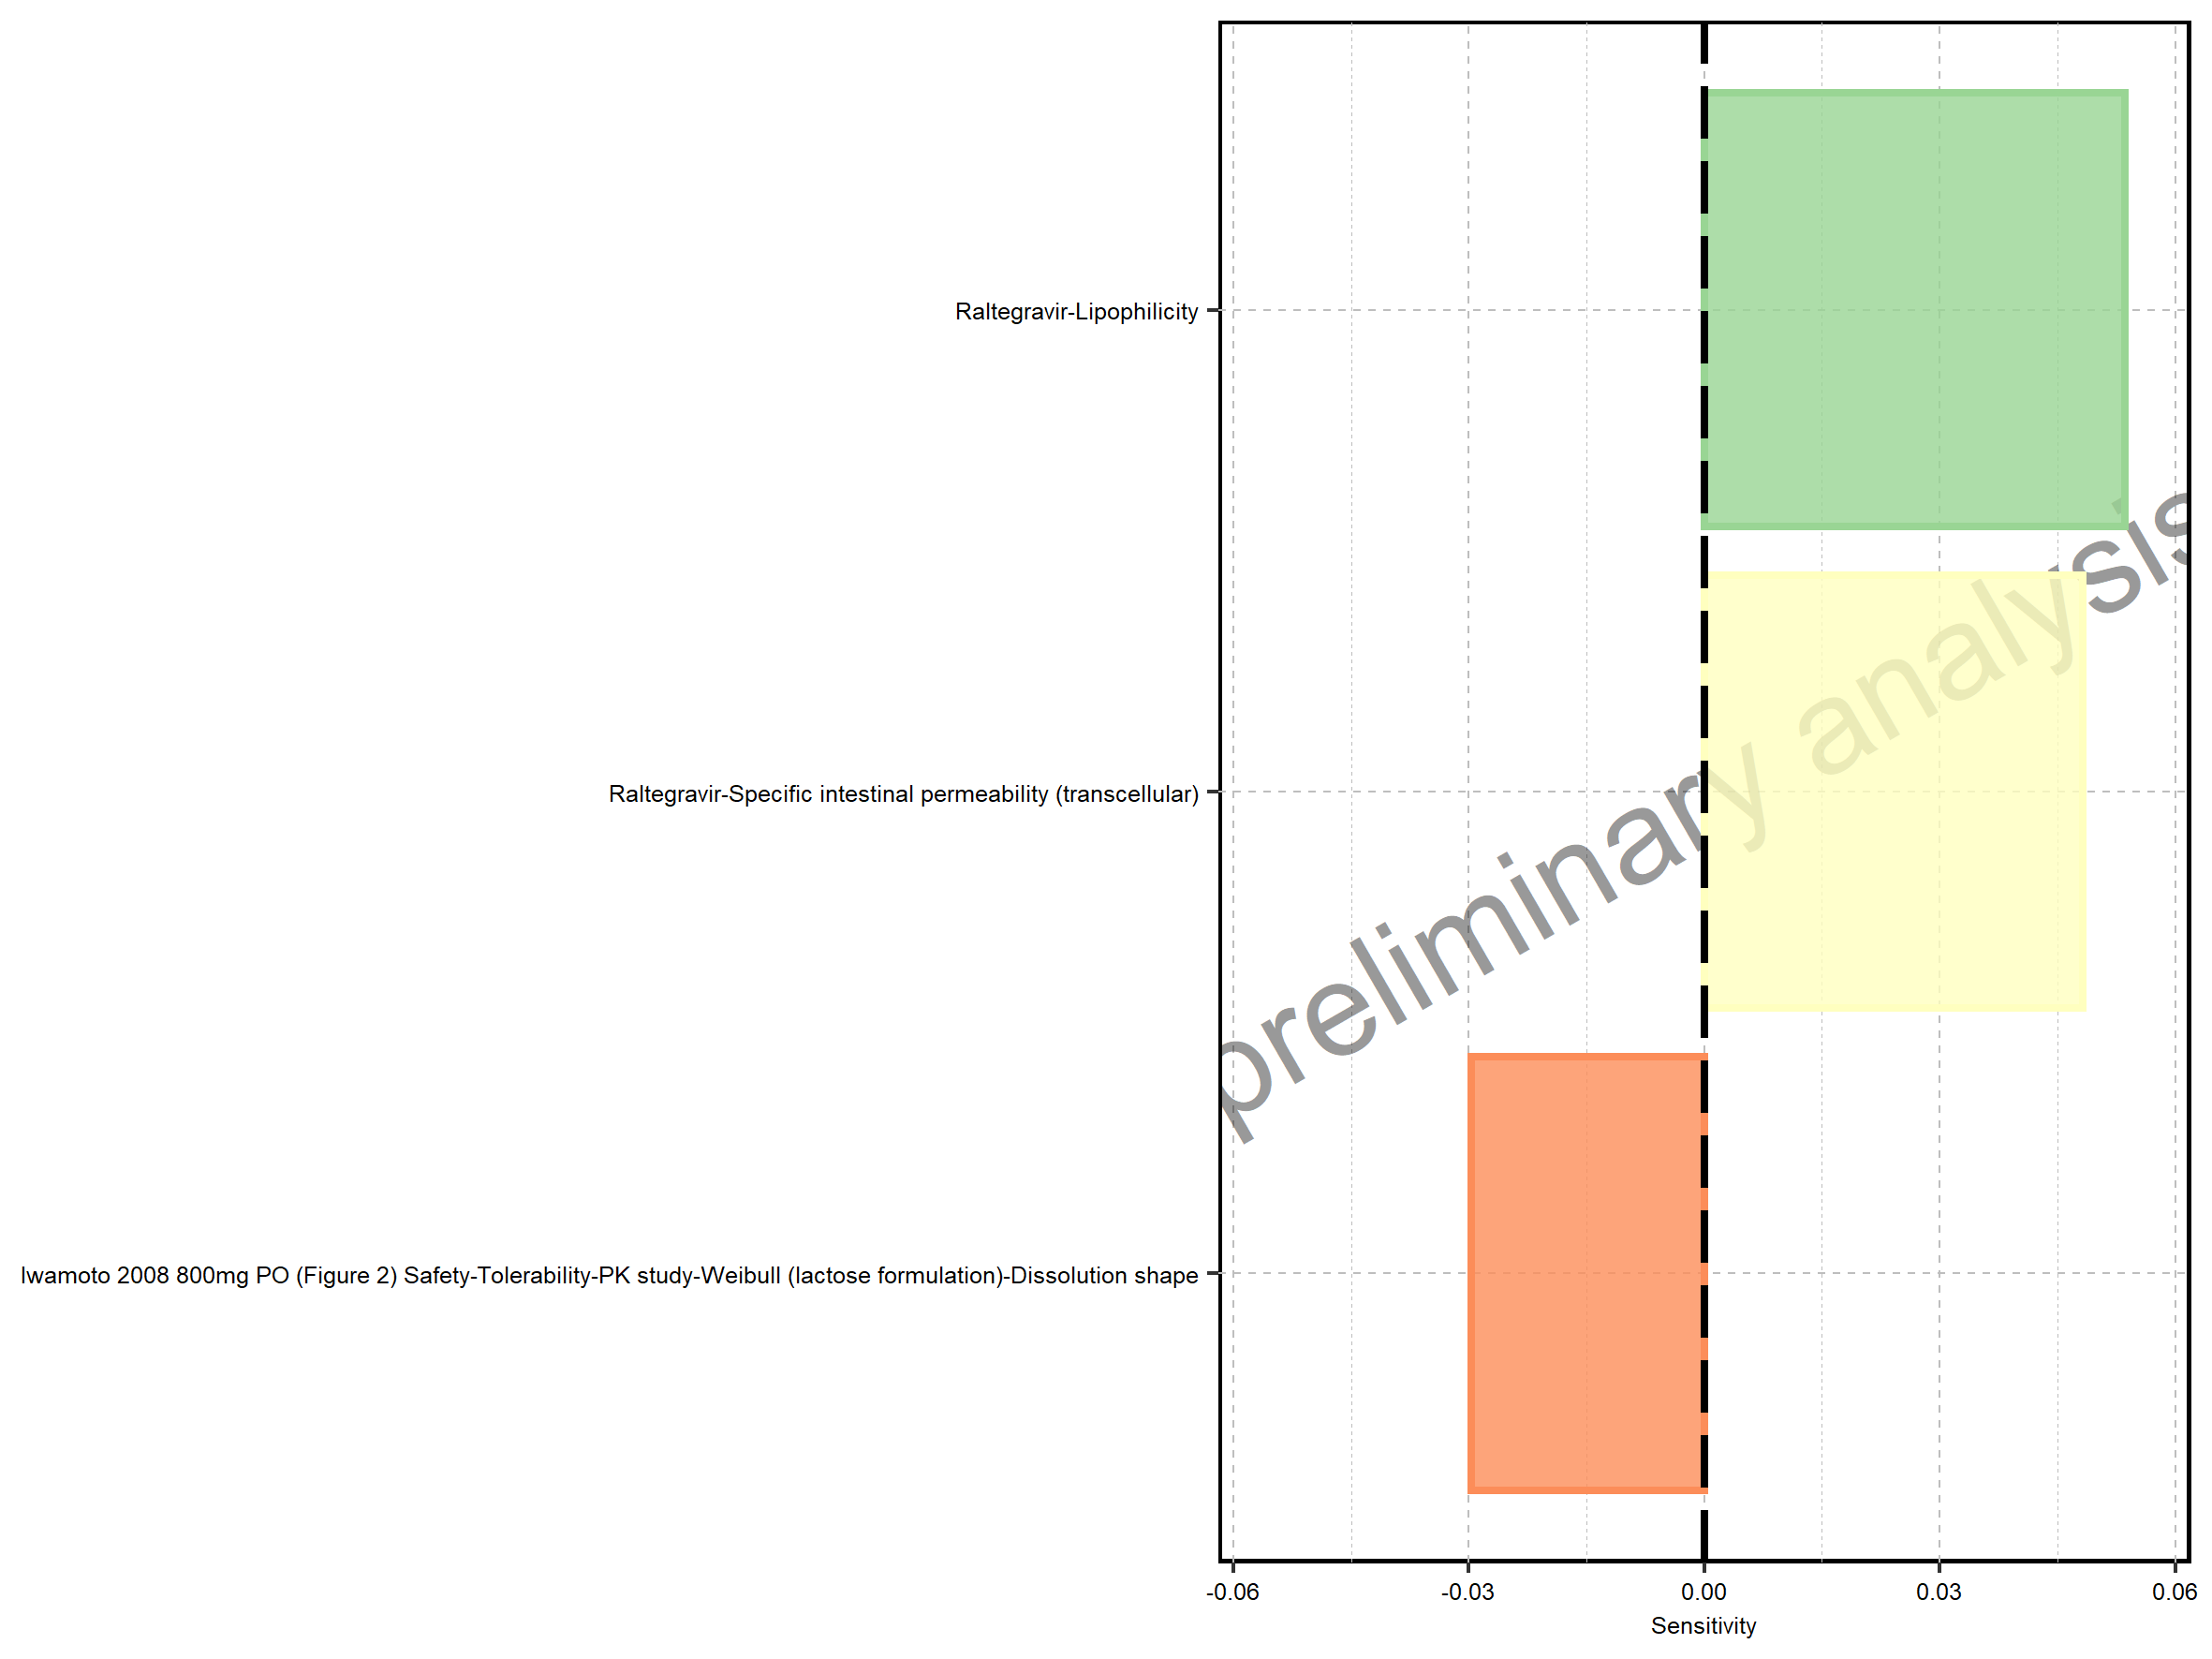 Raltegravir-Lipophilicity
Raltegravir-Specific intestinal permeability (transcellular)
Iwamoto 2008 800mg PO (Figure 2) Safety-Tolerability-PK study-Weibull (lactose formulation)-Dissolution shape
preliminary analysis
-0.06 -0.03 0.00 0.03 0.06
Sensitivity